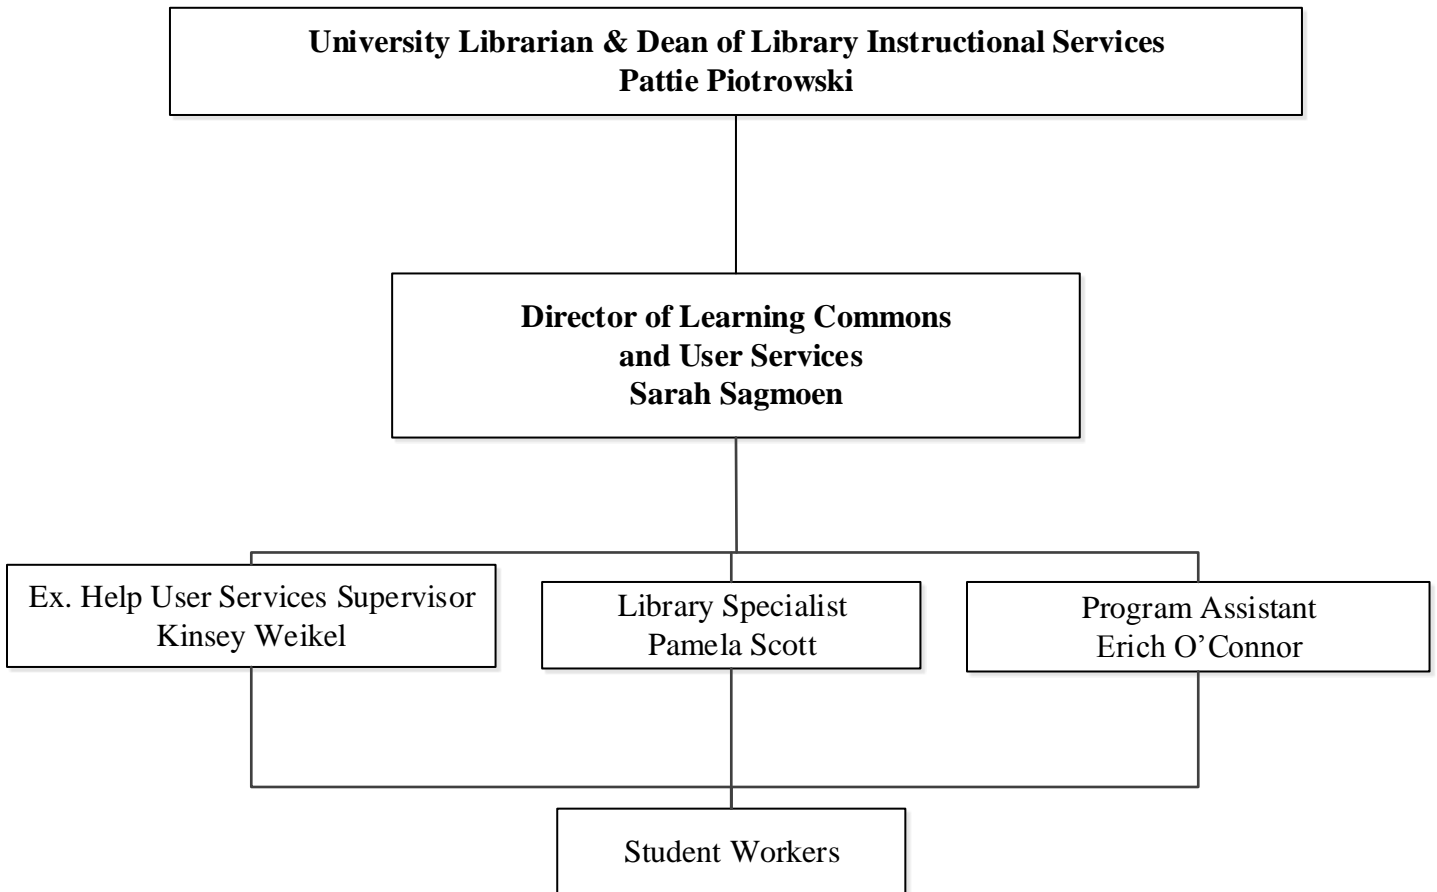 University Librarian & Dean of Library Instructional Services
Pattie Piotrowski
Director of Learning Commons
and User Services
Sarah Sagmoen
Ex. Help User Services Supervisor
Kinsey Weikel
Library Specialist
Pamela Scott
Program Assistant
Erich O’Connor
Student Workers